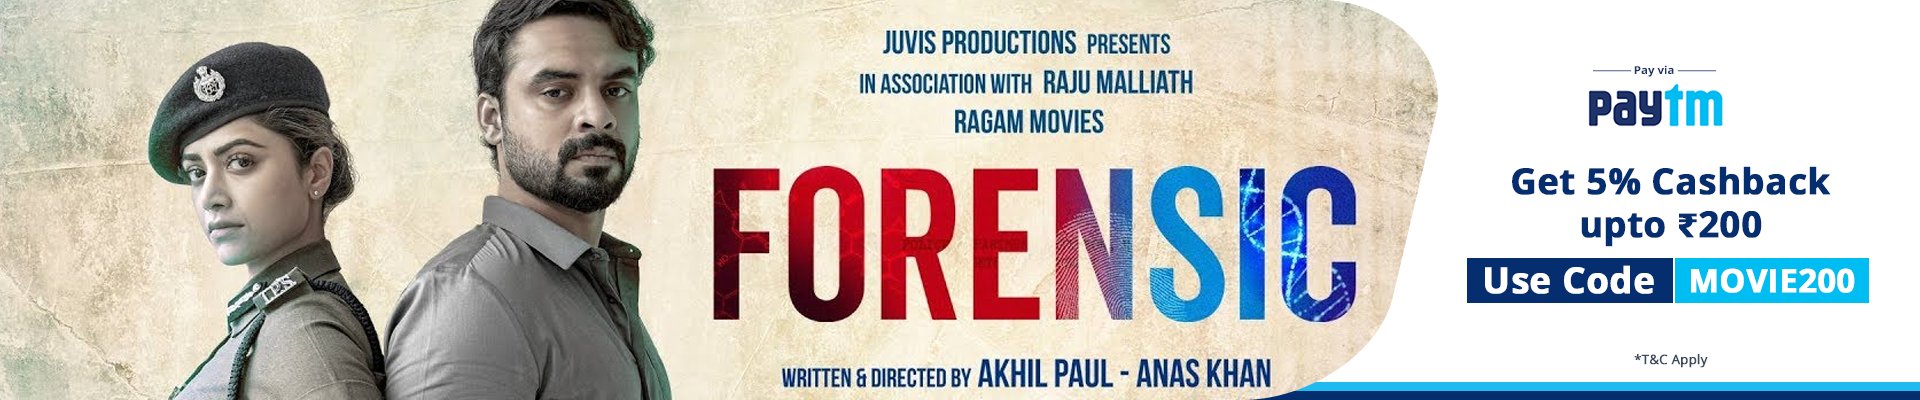 JUVIS PRODUCTIONS PRESENTS
IN ASSOCIATION WITH RAJU MALLIATH
RAGAM MOVIES
FORENSIC
WRITTEN & DIRECTED BY AKHIL PAUL - ANAS KHAN
I.P.S.
Pay via
paytm
Get 5% Cashback
upto ₹200
Use Code MOVIE200
*T&C Apply